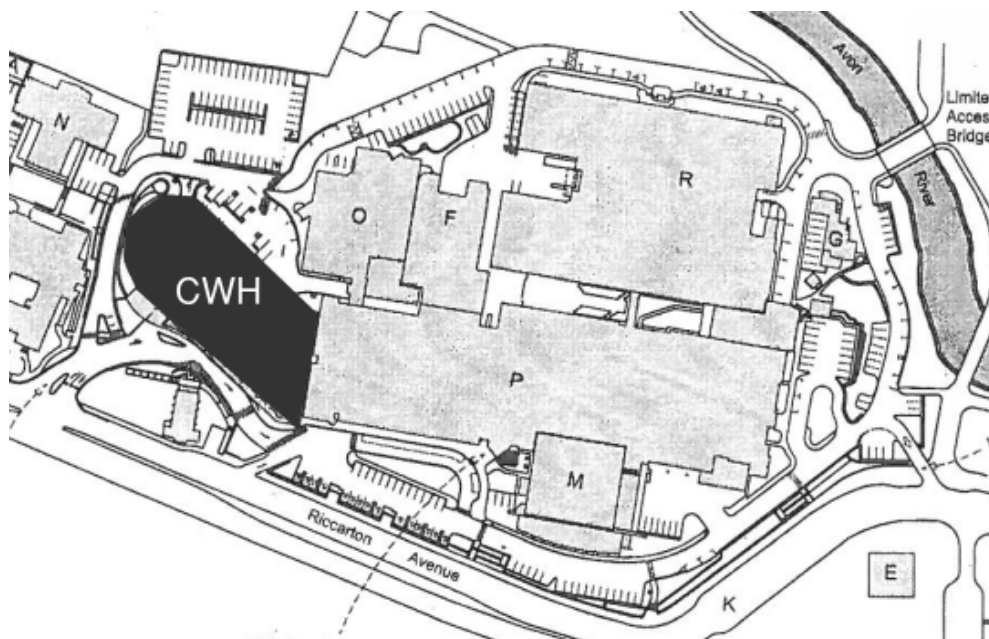 Avon
River
Limite
Acces
Bridge
N
R
O
F
G
CWH
P
M
Riccarton
Avenue
E
K